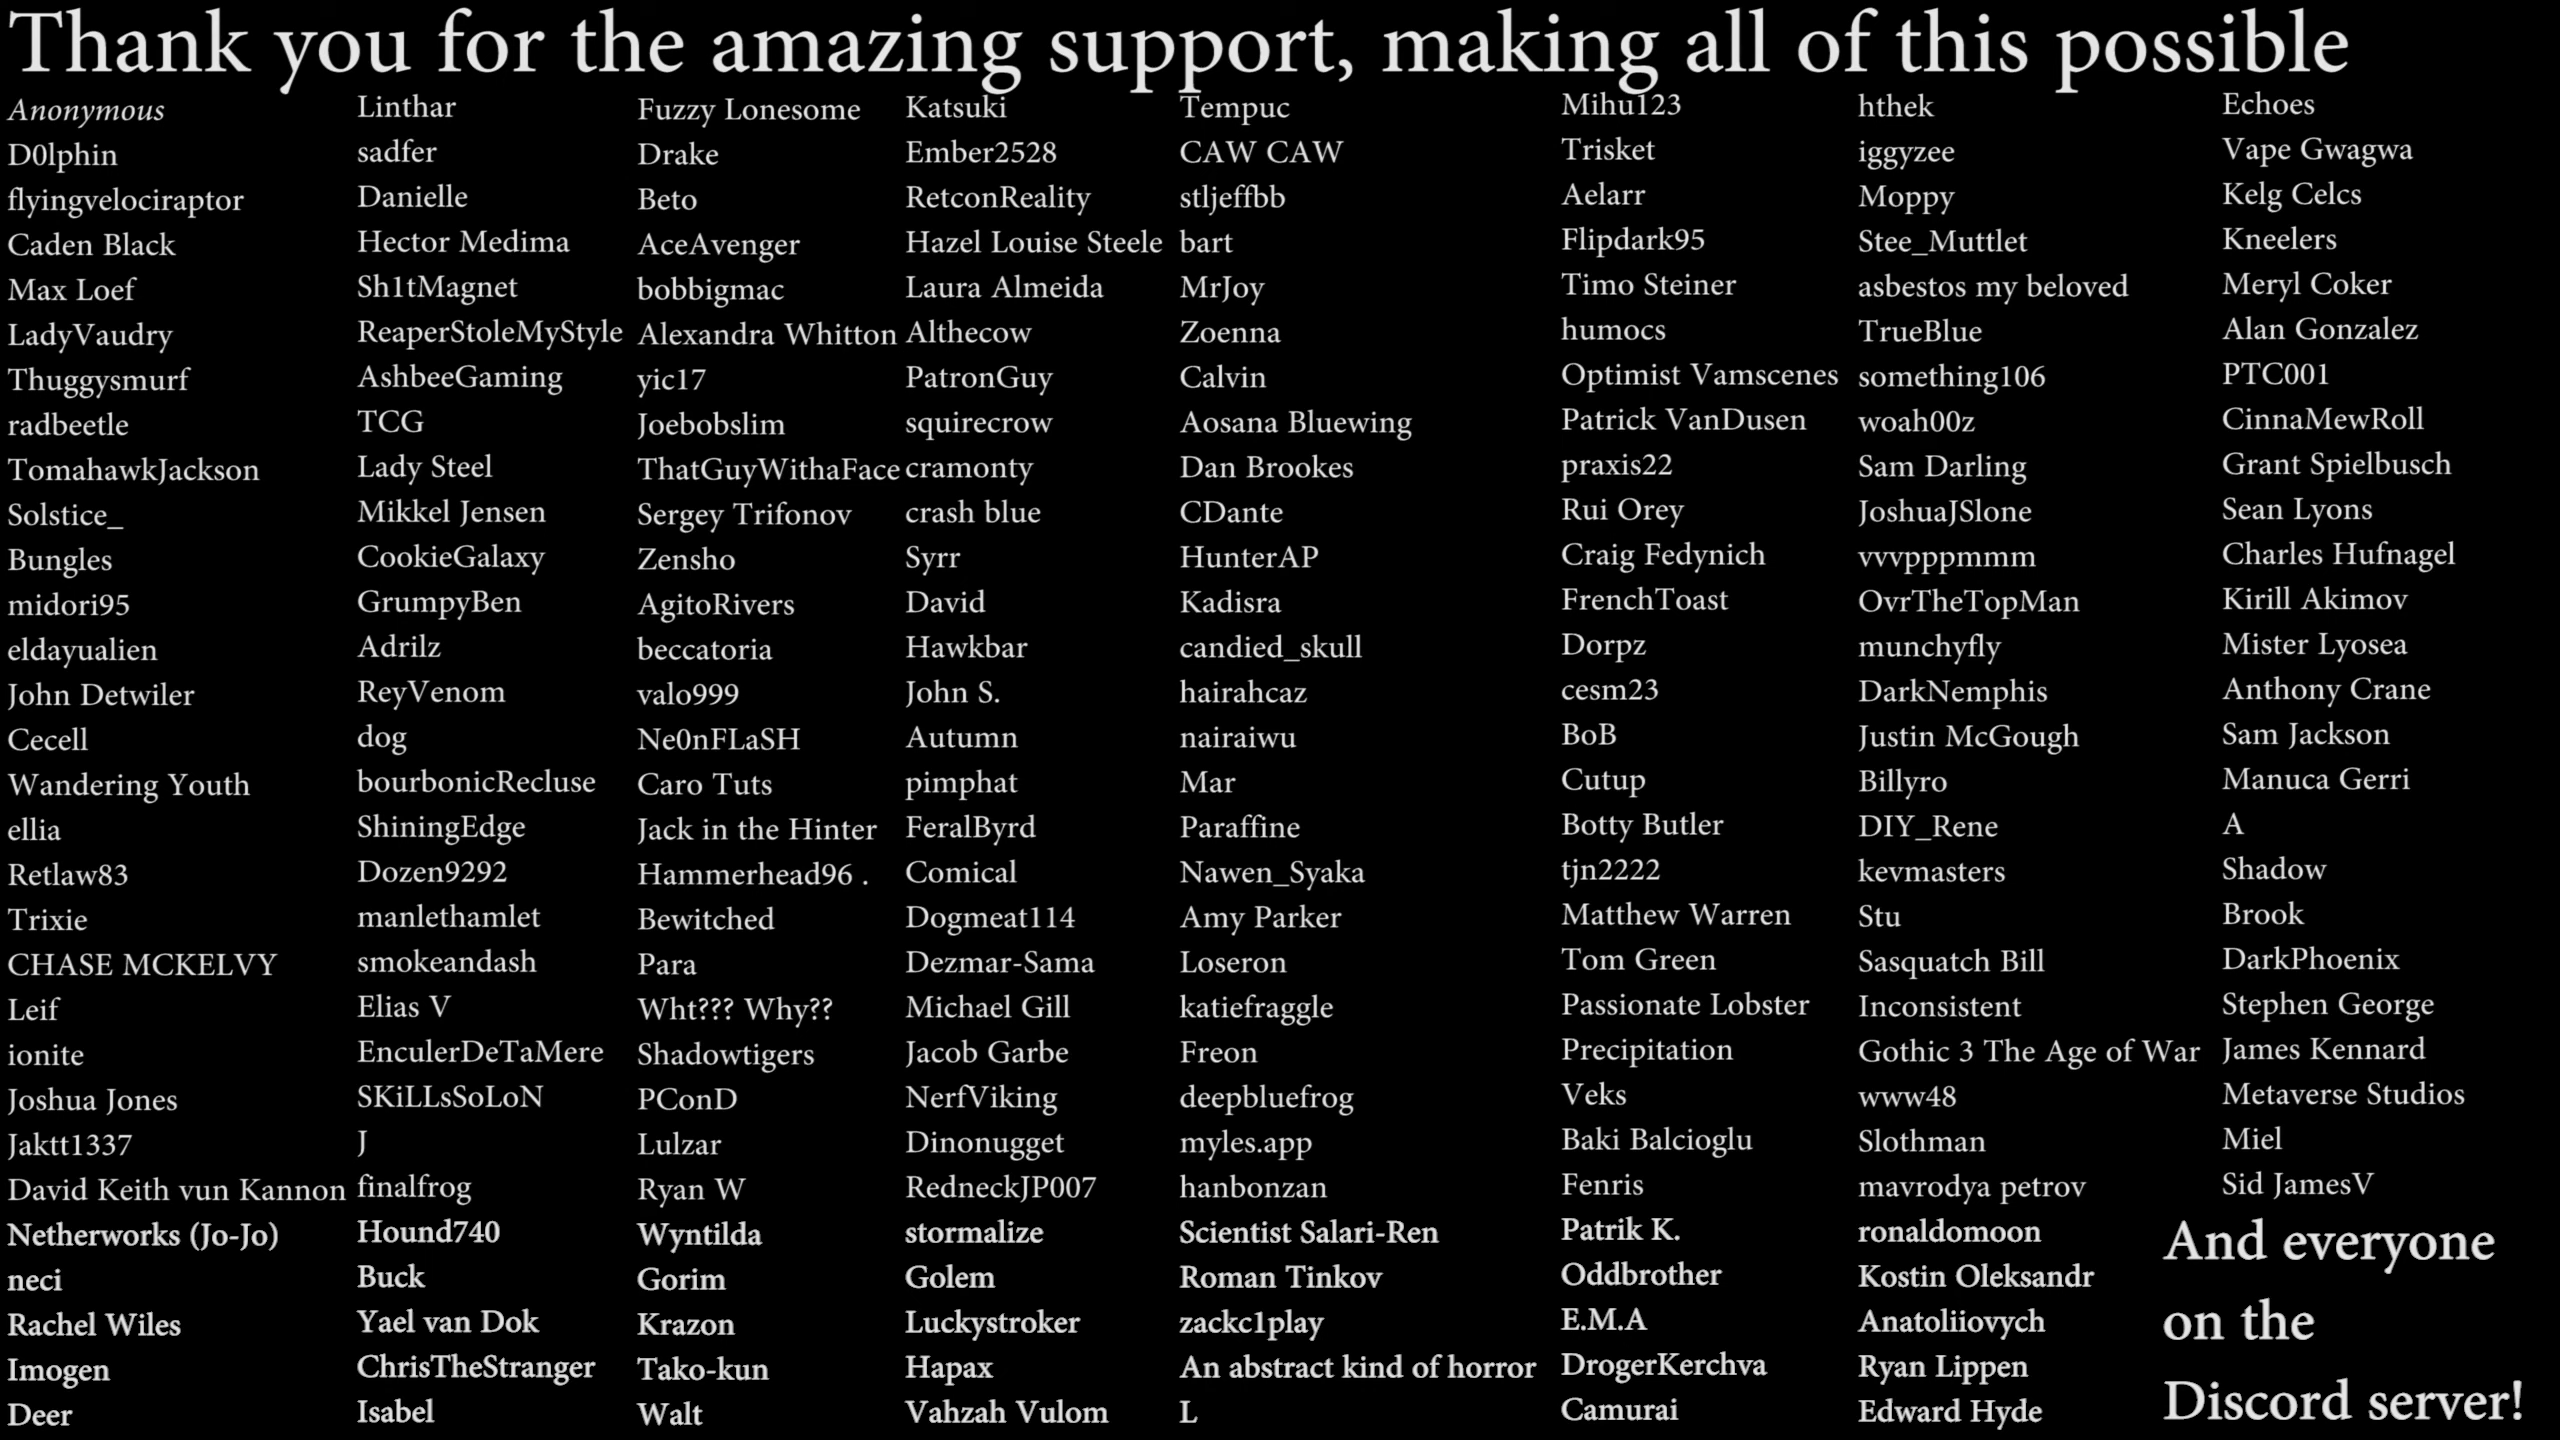 Thank you for the amazing support, making all of this possible
Anonymous
D0lphin
flyingvelociraptor
Caden Black
Max Loef
LadyVaudry
Thuggysmurf
radbeetle
TomahawkJackson
Solstice_
Bungles
midori95
eldayualien
John Detwiler
Cecell
Wandering Youth
ellia
Retlaw83
Trixie
CHASE MCKELVY
Leif
ionite
Joshua Jones
Jaktt1337
David Keith vun Kannon
Netherworks (Jo-Jo)
neci
Rachel Wiles
Imogen
Deer
Linthar
sadfer
Danielle
Hector Medima
Sh1tMagnet
ReaperStoleMyStyle
AshbeeGaming
TCG
Lady Steel
Mikkel Jensen
CookieGalaxy
GrumpyBen
Adrilz
ReyVenom
dog
bourbonicRecluse
ShiningEdge
Dozen9292
manlethamlet
smokeandash
Elias V
EnculerDeTaMere
SKiLLsSoLoN
J
finalfrog
Hound740
Buck
Yael van Dok
ChrisTheStranger
Isabel
Fuzzy Lonesome
Drake
Beto
AceAvenger
bobbigmac
Alexandra Whitton
yic17
Joebobslim
ThatGuyWithaFace
Sergey Trifonov
Zensho
AgitoRivers
beccatoria
valo999
Ne0nFLaSH
Caro Tuts
Jack in the Hinter
Hammerhead96 .
Bewitched
Para
Wht??? Why??
Shadowtigers
PConD
Lulzar
Ryan W
Wyntilda
Gorim
Krazon
Tako-kun
Walt
Katsuki
Ember2528
RetconReality
Hazel Louise Steele
Laura Almeida
Althecow
PatronGuy
squirecrow
cramonty
crash blue
Syrr
David
Hawkbar
John S.
Autumn
pimphat
FeralByrd
Comical
Dogmeat114
Dezmar-Sama
Michael Gill
Jacob Garbe
NerfViking
Dinonugget
RedneckJP007
stormalize
Golem
Luckystroker
Hapax
Vahzah Vulom
Tempuc
CAW CAW
stljeffbb
bart
MrJoy
Zoenna
Calvin
Aosana Bluewing
Dan Brookes
CDante
HunterAP
Kadisra
candied_skull
hairahcaz
nairaiwu
Mar
Paraffine
Nawen_Syaka
Amy Parker
Loseron
katiefraggle
Freon
deepbluefrog
myles.app
hanbonzan
Scientist Salari-Ren
Roman Tinkov
zackc1play
An abstract kind of horror
L
Mihu123
Trisket
Aelarr
Flipdark95
Timo Steiner
humocs
Optimist Vamscenes
Patrick VanDusen
praxis22
Rui Orey
Craig Fedynich
FrenchToast
Dorpz
cesm23
BoB
Cutup
Botty Butler
tjn2222
Matthew Warren
Tom Green
Passionate Lobster
Precipitation
Veks
Baki Balcioglu
Fenris
Patrik K.
Oddbrother
E.M.A
DrogerKerchva
Camurai
hthek
iggyzee
Moppy
Stee_Muttlet
asbestos my beloved
TrueBlue
something106
woah00z
Sam Darling
JoshuaJSlone
vvvpppmmm
OvrTheTopMan
munchyfly
DarkNemphis
Justin McGough
Billyro
DIY_Rene
kevmasters
Stu
Sasquatch Bill
Inconsistent
Gothic 3 The Age of War
www48
Slothman
mavrodya petrov
ronaldomoon
Kostin Oleksandr
Anatoliiovych
Ryan Lippen
Edward Hyde
Echoes
Vape Gwagwa
Kelg Celcs
Kneelers
Meryl Coker
Alan Gonzalez
PTC001
CinnaMewRoll
Grant Spielbusch
Sean Lyons
Charles Hufnagel
Kirill Akimov
Mister Lyosea
Anthony Crane
Sam Jackson
Manuca Gerri
A
Shadow
Brook
DarkPhoenix
Stephen George
James Kennard
Metaverse Studios
Miel
Sid JamesV
And everyone
on the
Discord server!